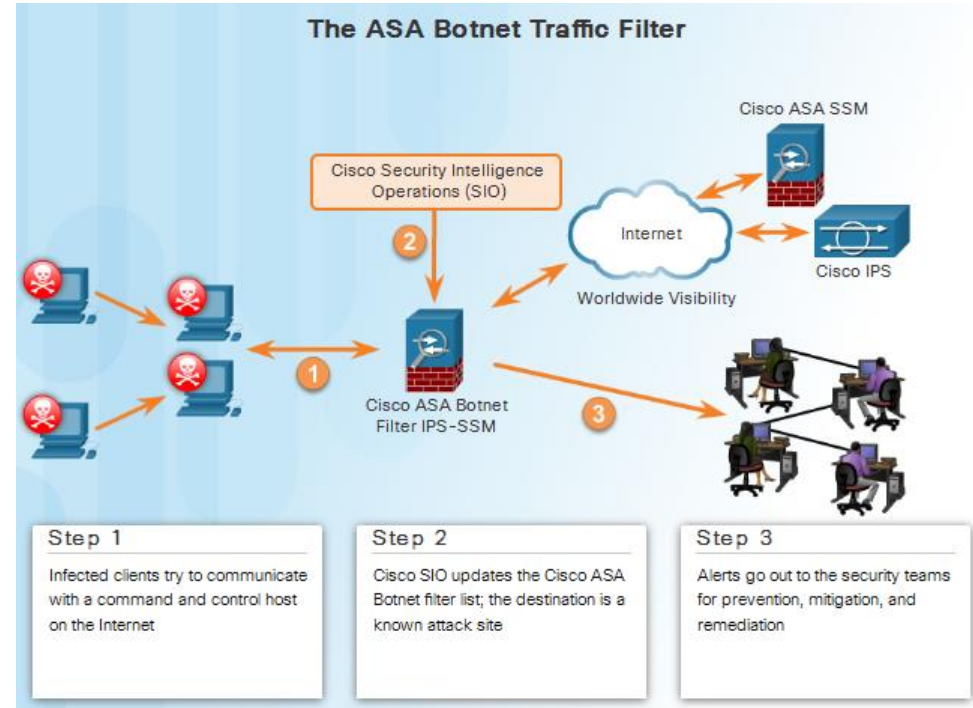 The ASA Botnet Traffic Filter
Cisco ASA SSM
Cisco Security Intelligence
Operations (SIO)
2
Internet
Cisco IPS
Worldwide Visibility
1
Cisco ASA Botnet
Filter IPS-SSM
3
Step 1
Infected clients try to communicate
with a command and control host
on the Internet
Step 2
Cisco SIO updates the Cisco ASA
Botnet filter list; the destination is a
known attack site
Step 3
Alerts go out to the security teams
for prevention, mitigation, and
remediation